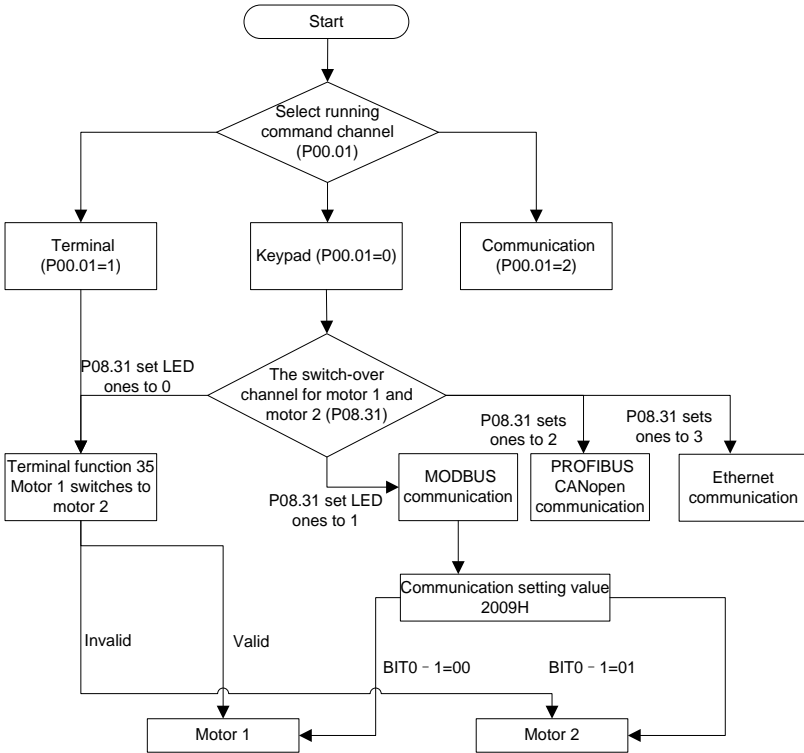 Start
Select running
command channel
(P00.01)
Terminal
(P00.01=1)
Keypad (P00.01=0)
Communication
(P00.01=2)
P08.31 set LED
ones to 0
The switch-over
channel for motor 1 and
motor 2 (P08.31)
P08.31 sets
ones to 2
P08.31 sets
ones to 3
Terminal function 35
Motor 1 switches to
motor 2
P08.31 set LED
ones to 1
MODBUS
communication
PROFIBUS
CANopen
communication
Ethernet
communication
Communication setting value
2009H
Invalid
Valid
BIT0﹣1=00
BIT0﹣1=01
Motor 1
Motor 2